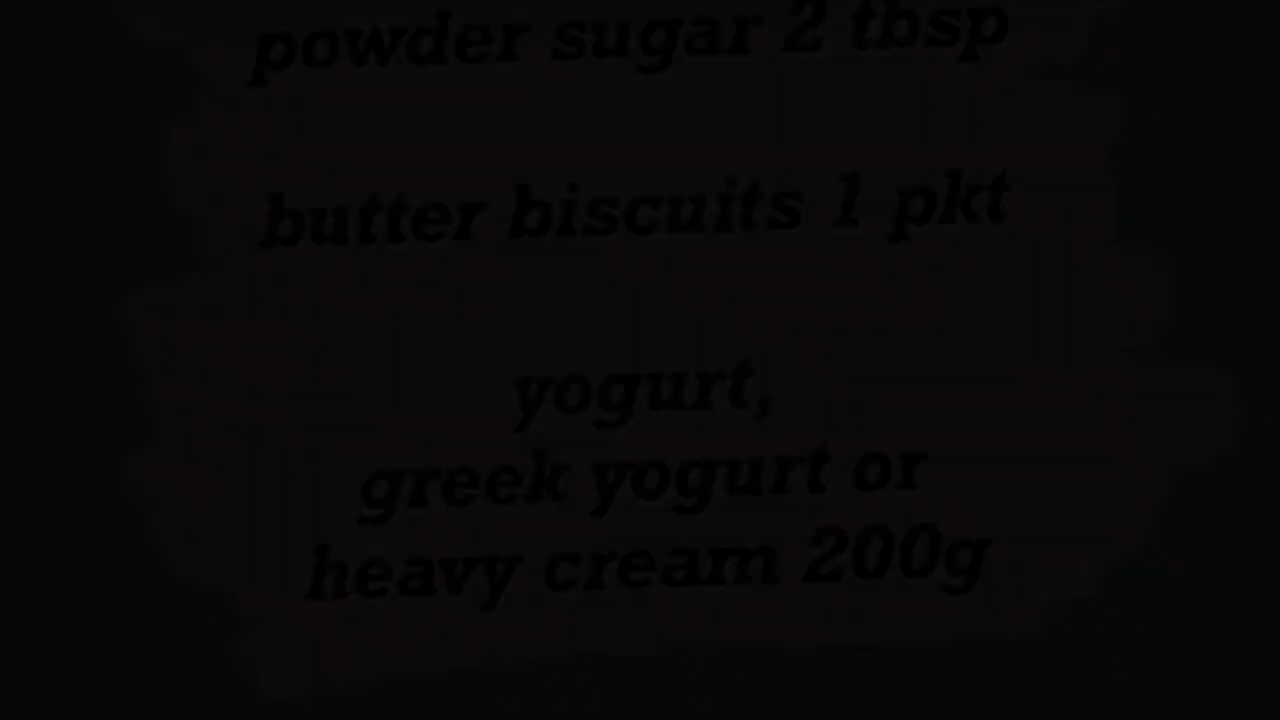 powder sugar 2 tbsp
butter biscuits 1 pkt
yogurt,
greek yogurt or
heavy cream 200g